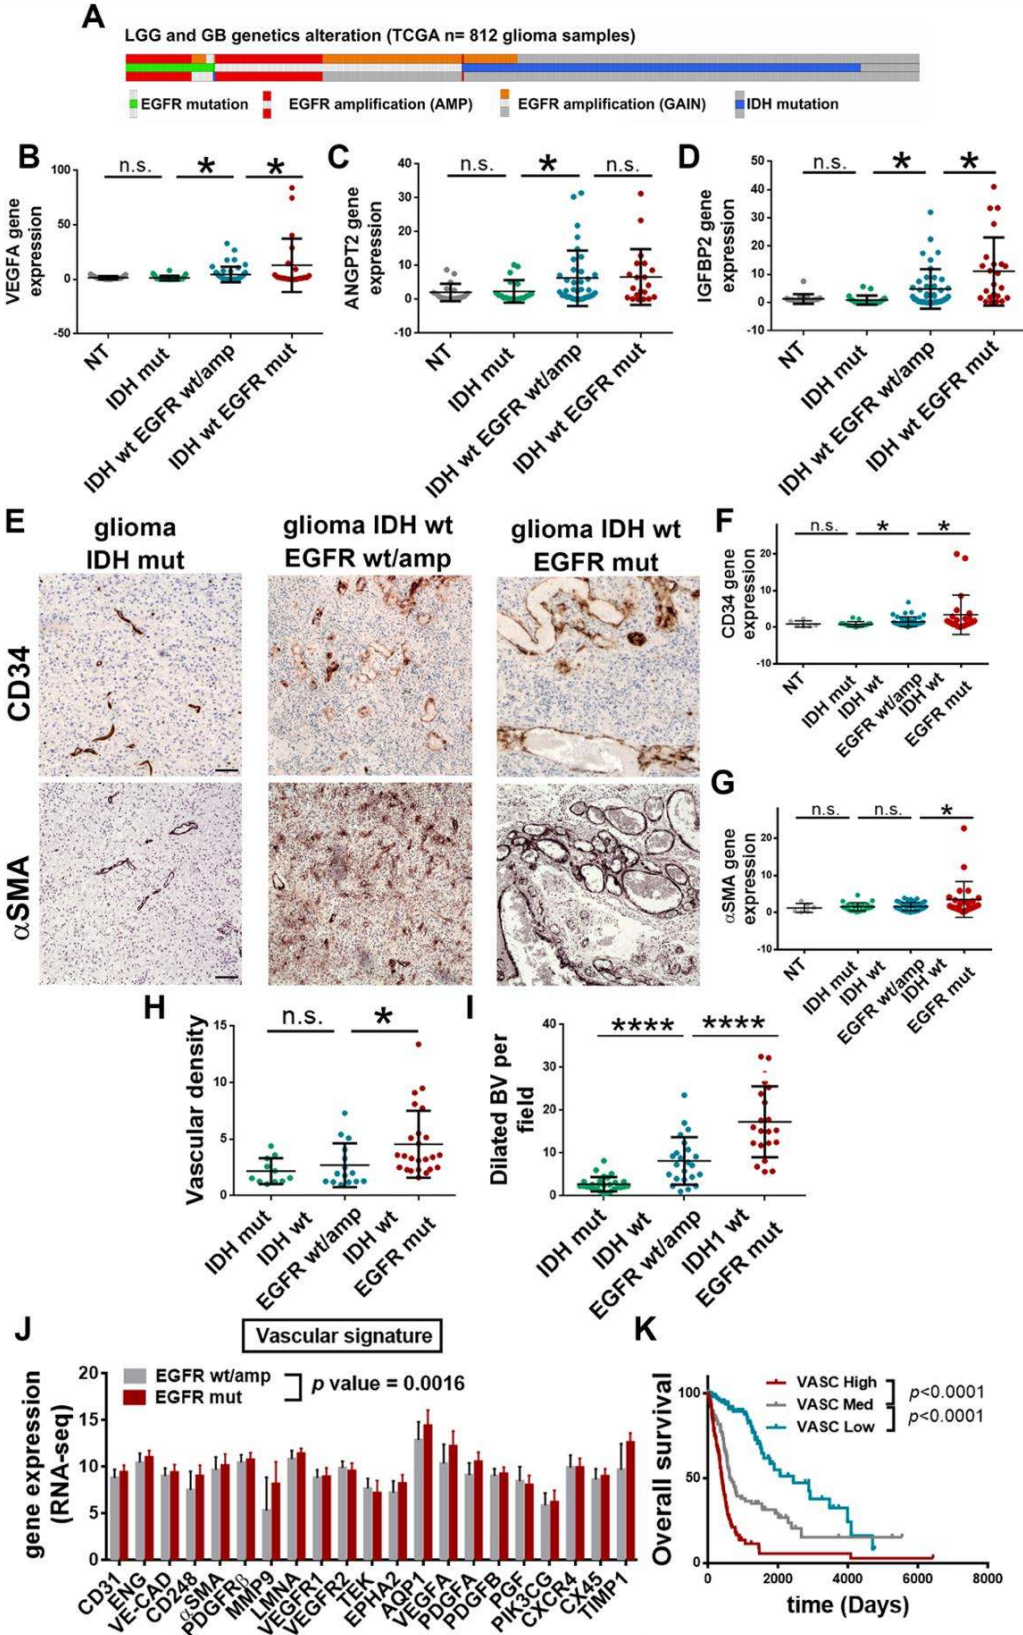 A
LGG and GB genetics alteration (TCGA n= 812 glioma samples)
EGFR mutation
EGFR amplification (AMP)
EGFR amplification (GAIN)
IDH mutation
B
VEGFA gene
expression
100
50
0
-50
n.s.
*
*
NT
IDH mut
IDH wt EGFR wt/amp
IDH wt EGFR mut
C
ANGPT2 gene
expression
40
30
20
10
0
-10
n.s.
*
n.s.
NT
IDH mut
IDH wt EGFR wt/amp
IDH wt EGFR mut
D
IGFBP2 gene
expression
50
40
30
20
10
0
-10
n.s.
*
*
NT
IDH mut
IDH wt EGFR wt/amp
IDH wt EGFR mut
E
glioma
IDH mut
glioma IDH wt
EGFR wt/amp
glioma IDH wt
EGFR mut
CD34
αSMA
F
CD34 gene
expression
20
10
0
-10
n.s.
*
*
NT
IDH mut
IDH wt
EGFR wt/amp
IDH wt
EGFR mut
G
αSMA gene
expression
20
10
0
-10
n.s.
n.s.
*
NT
IDH mut
IDH wt
EGFR wt/amp
IDH wt
EGFR mut
H
Vascular density
15
10
5
0
n.s.
*
IDH mut
IDH wt
EGFR wt/amp
IDH wt
EGFR mut
I
Dilated BV per
field
40
30
20
10
0
****
****
IDH mut
IDH wt
EGFR wt/amp
IDH1 wt
EGFR mut
J
Vascular signature
gene expression
(RNA-seq)
20
15
10
5
0
EGFR wt/amp
EGFR mut
p value = 0.0016
CD31
ENG
VE-CAD
CD248
αSMA
PDGFRβ
MMP9
LMNA
VEGFR1
VEGFR2
TEK
EPHA2
AQP1
VEGFA
PDGFA
PDGFB
PGF
PIK3CG
CXCR4
CX45
TIMP1
K
Overall survival
100
50
0
VASC High
VASC Med
VASC Low
p<0.0001
p<0.0001
0
2000
4000
6000
8000
time (Days)